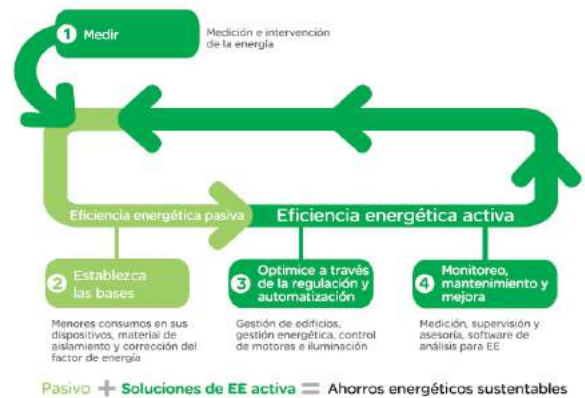 1 Medir
Medición e intervención
de la energía
Eficiencia energética pasiva
Eficiencia energética activa
2 Establezca
las bases
Menores consumos en sus
dispositivos, material de
aislamiento y corrección del
factor de energía
3 Optimice a través
de la regulación y
automatización
Gestión de edificios,
gestión energética, control
de motores e iluminación
4 Monitoreo,
mantenimiento y
mejora
Medición, supervisión y
asesoría, software de
análisis para EE
Pasivo + Soluciones de EE activa = Ahorros energéticos sustentables